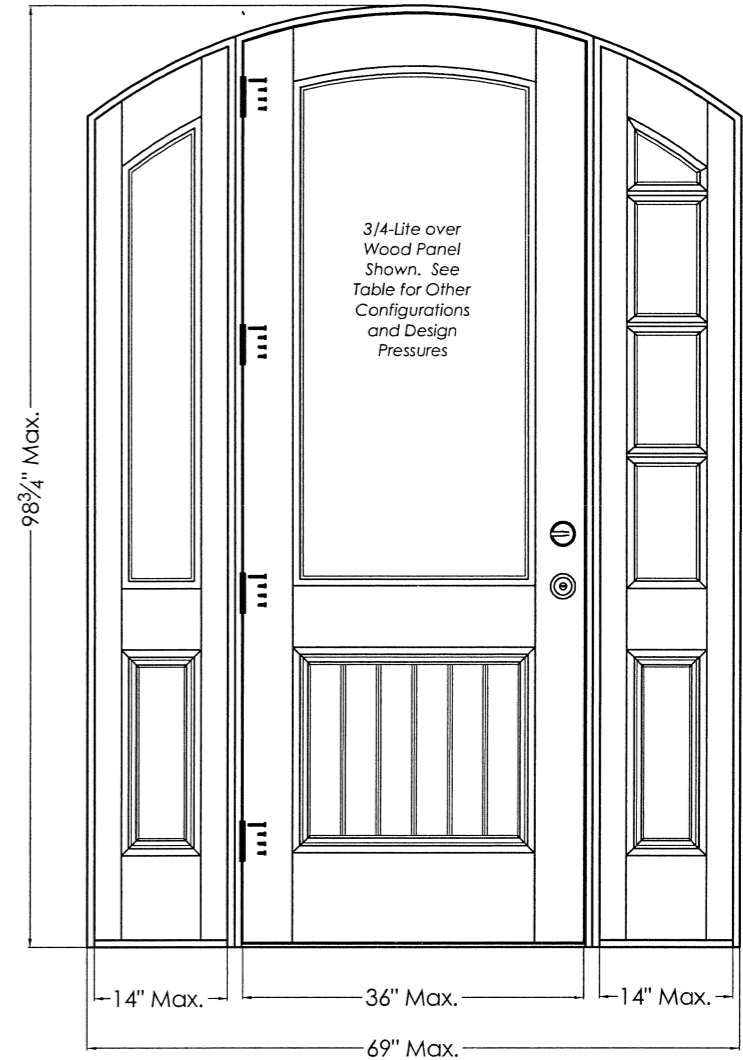 3/4-Lite over
Wood Panel
Shown. See
Table for Other
Configurations
and Design
Pressures
98¾" Max.
14" Max.
36" Max.
14" Max.
69" Max.